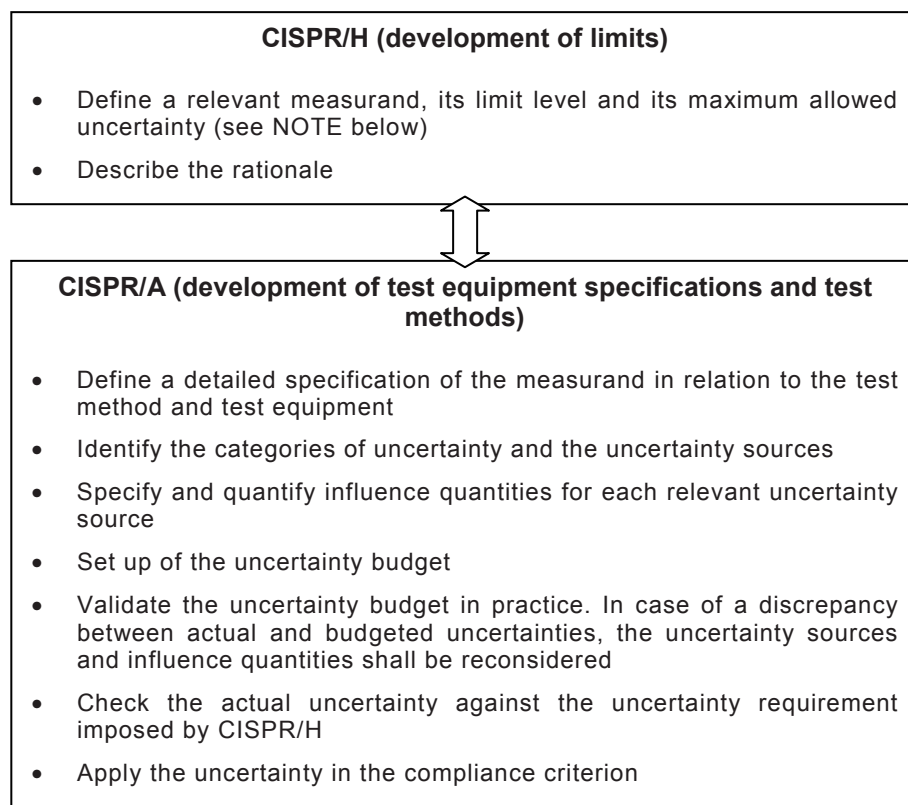 CISPR/H (development of limits)
• Define a relevant measurand, its limit level and its maximum allowed
uncertainty (see NOTE below)
• Describe the rationale
CISPR/A (development of test equipment specifications and test
methods)
• Define a detailed specification of the measurand in relation to the test
method and test equipment
• Identify the categories of uncertainty and the uncertainty sources
• Specify and quantify influence quantities for each relevant uncertainty
source
• Set up of the uncertainty budget
• Validate the uncertainty budget in practice. In case of a discrepancy
between actual and budgeted uncertainties, the uncertainty sources
and influence quantities shall be reconsidered
• Check the actual uncertainty against the uncertainty requirement
imposed by CISPR/H
• Apply the uncertainty in the compliance criterion